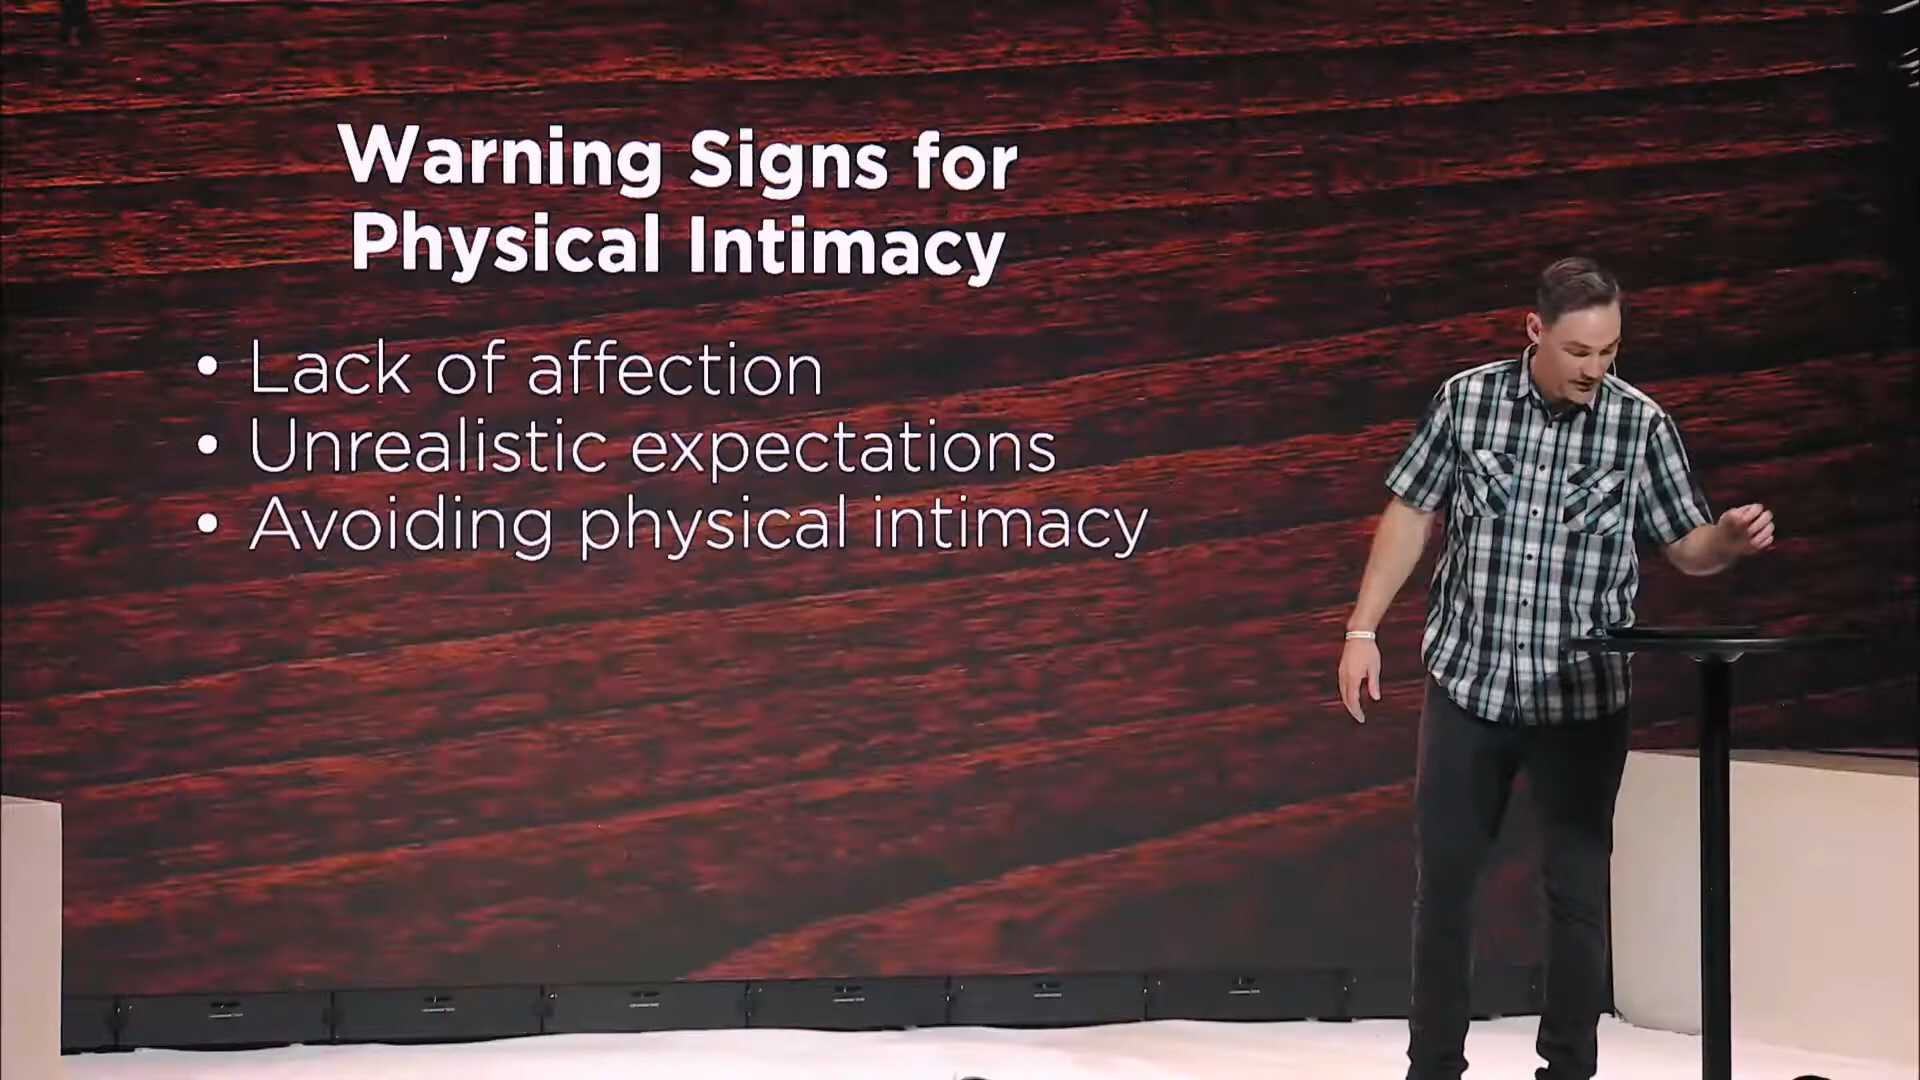 Warning Signs for
Physical Intimacy
• Lack of affection
• Unrealistic expectations
• Avoiding physical intimacy